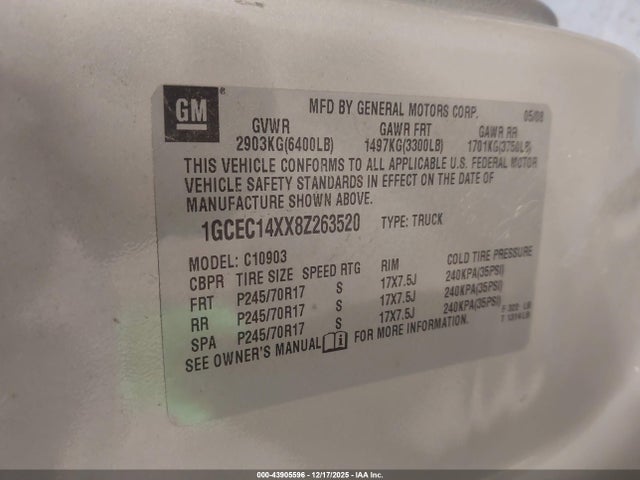 GM
MFD BY GENERAL MOTORS CORP. 05/08
GVWR GAWR FRT GAWR RR
2903KG(6400LB) 1497KG(3300LB) 1701KG(3750LB)
THIS VEHICLE CONFORMS TO ALL APPLICABLE U.S. FEDERAL MOTOR
VEHICLE SAFETY STANDARDS IN EFFECT ON THE DATE OF
MANUFACTURE SHOWN ABOVE.
1GCEC14XX8Z263520 TYPE: TRUCK
MODEL: C10903
CBPR TIRE SIZE SPEED RTG RIM COLD TIRE PRESSURE
FRT P245/70R17 S 17X7.5J 240KPA(35PSI)
RR P245/70R17 S 17X7.5J 240KPA(35PSI)
SPA P245/70R17 S 17X7.5J 240KPA(35PSI)
SEE OWNER'S MANUAL i FOR MORE INFORMATION.
000-43905596 - 12/17/2025 - IAA Inc.